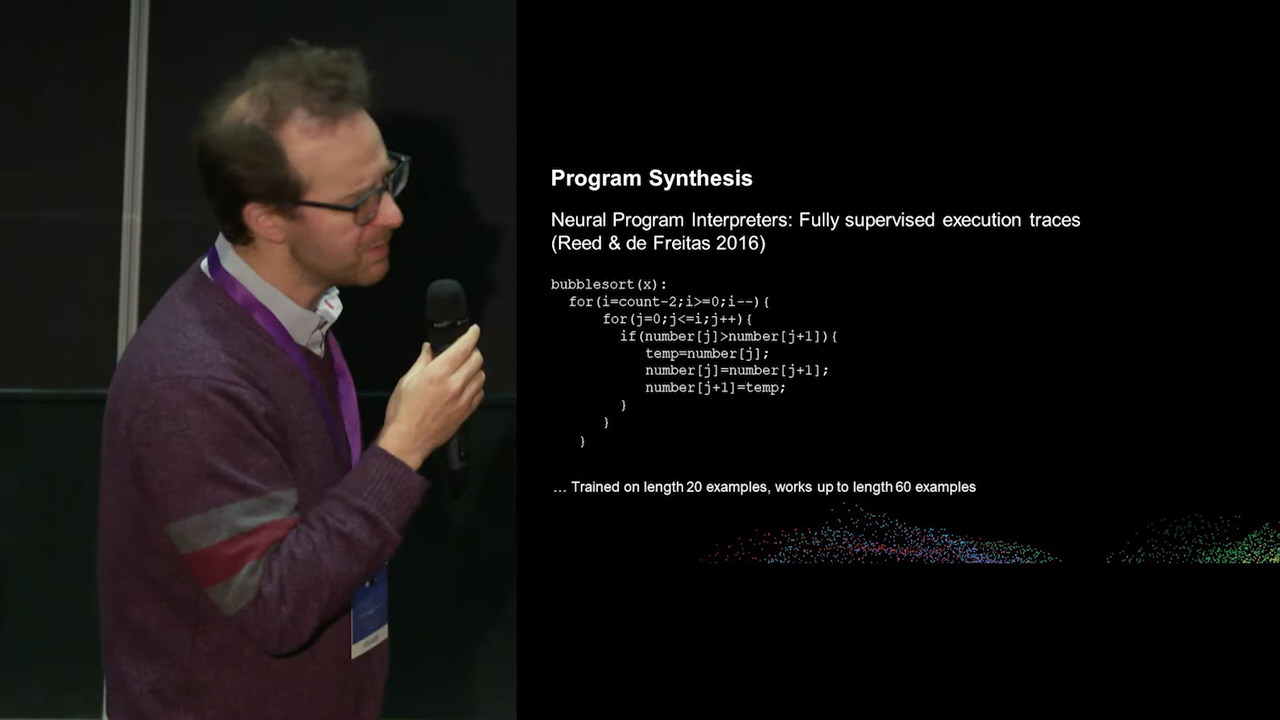 Program Synthesis
Neural Program Interpreters: Fully supervised execution traces
(Reed & de Freitas 2016)
bubblesort(x):
for(i=count-2;i>=0;i--){
for(j=0;j<=i;j++){
if(number[j]>number[j+1]){
temp=number[j];
number[j]=number[j+1];
number[j+1]=temp;
}
}
}
… Trained on length 20 examples, works up to length 60 examples